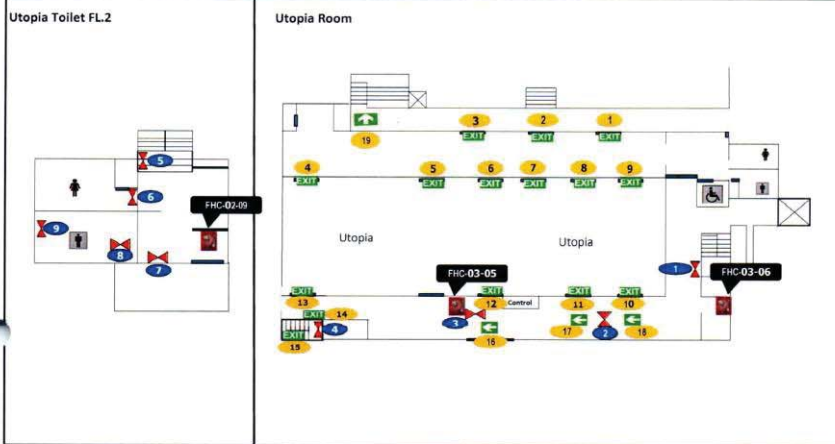 Utopia Toilet FL.2
5
6
FHC-02-09
9
8
7
Utopia Room
3
2
1
EXIT
EXIT
EXIT
19
4
5
6
7
8
9
EXIT
EXIT
EXIT
EXIT
EXIT
EXIT
Utopia
Utopia
1
FHC-03-05
FHC-03-06
EXIT
EXIT
EXIT
EXIT
13
12
Control
11
10
EXIT
14
3
4
EXIT
15
16
17
2
18